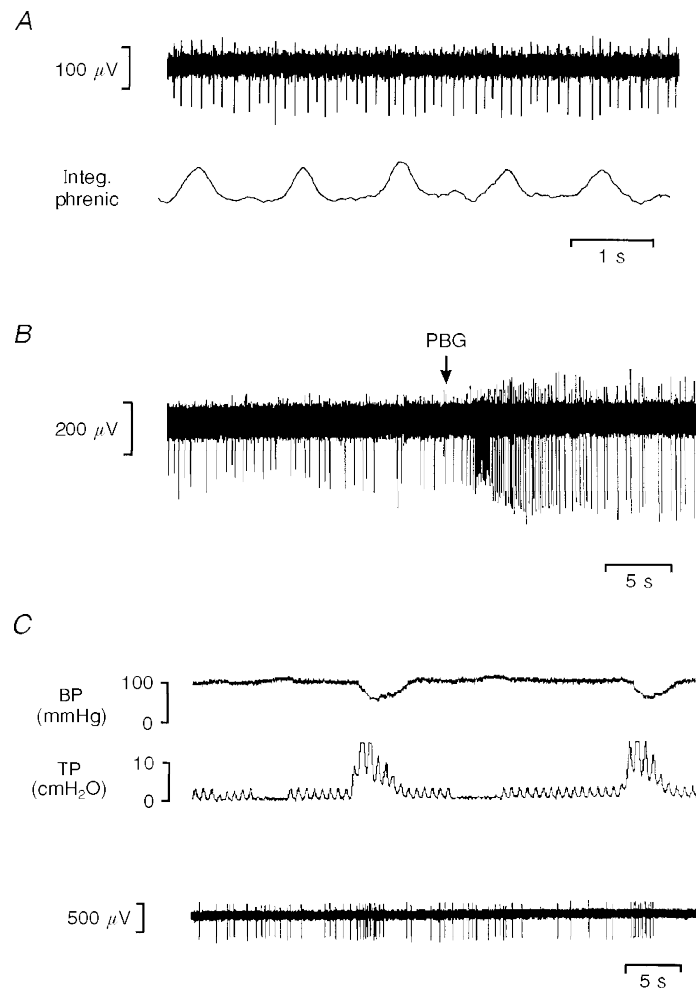 A
100 μV
Integ.
phrenic
1 s
B
PBG
200 μV
5 s
C
BP
(mmHg)
100
0
TP
(cmH₂O)
10
0
500 μV
5 s